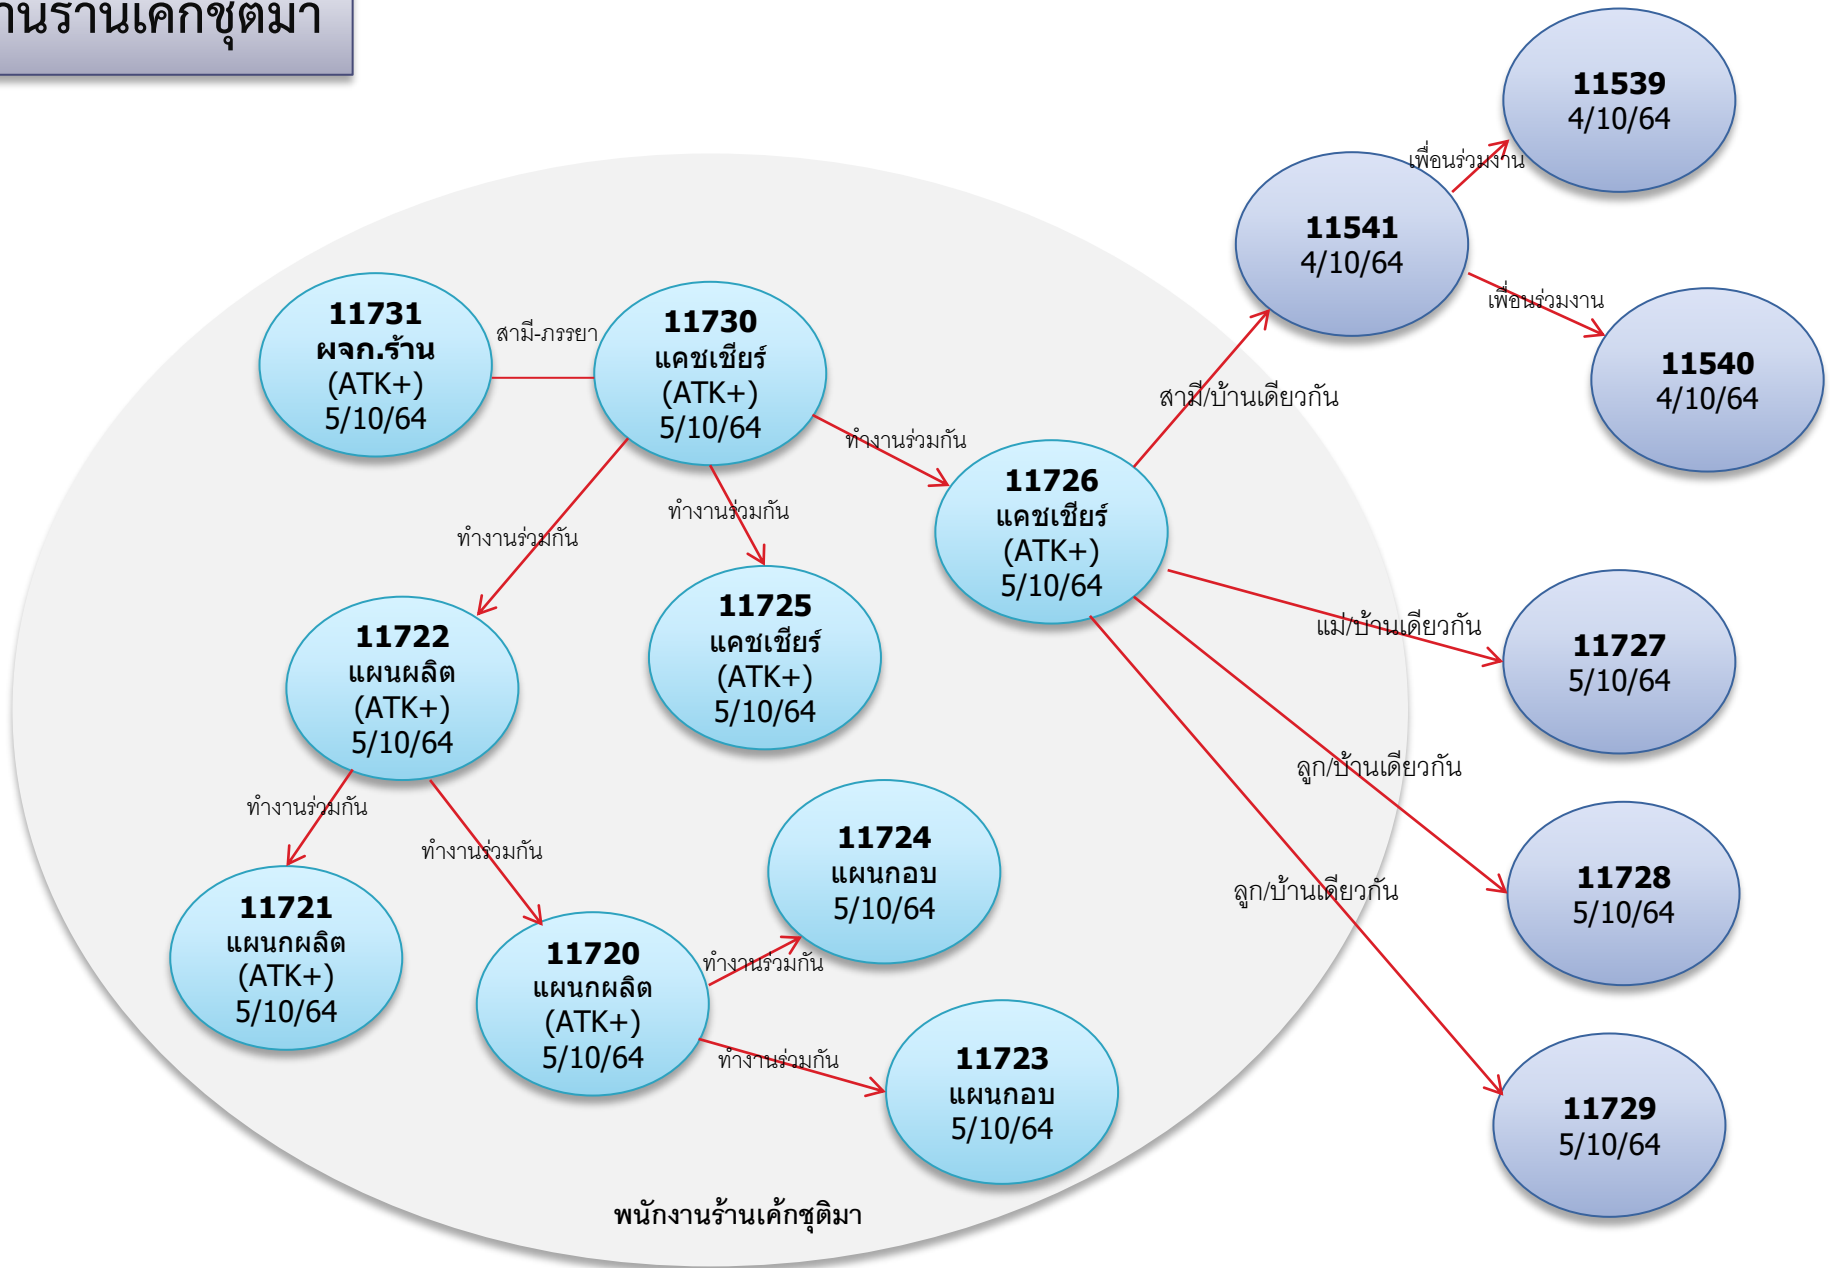 านร้านเค้กชุติมา
11539
4/10/64
เพื่อนร่วมงาน
11541
4/10/64
เพื่อนร่วมงาน
11540
4/10/64
11731
ผจก.ร้าน
(ATK+)
5/10/64
สามี-ภรรยา
11730
แคชเชียร์
(ATK+)
5/10/64
สามี/บ้านเดียวกัน
ทำงานร่วมกัน
11726
แคชเชียร์
(ATK+)
5/10/64
ทำงานร่วมกัน
ทำงานร่วมกัน
11725
แคชเชียร์
(ATK+)
5/10/64
แม่/บ้านเดียวกัน
11727
5/10/64
11722
แผนผลิต
(ATK+)
5/10/64
ลูก/บ้านเดียวกัน
ทำงานร่วมกัน
ทำงานร่วมกัน
11724
แผนกอบ
5/10/64
ลูก/บ้านเดียวกัน
11728
5/10/64
11721
แผนกผลิต
(ATK+)
5/10/64
11720
แผนกผลิต
(ATK+)
5/10/64
ทำงานร่วมกัน
ทำงานร่วมกัน
11723
แผนกอบ
5/10/64
11729
5/10/64
พนักงานร้านเค้กชุติมา